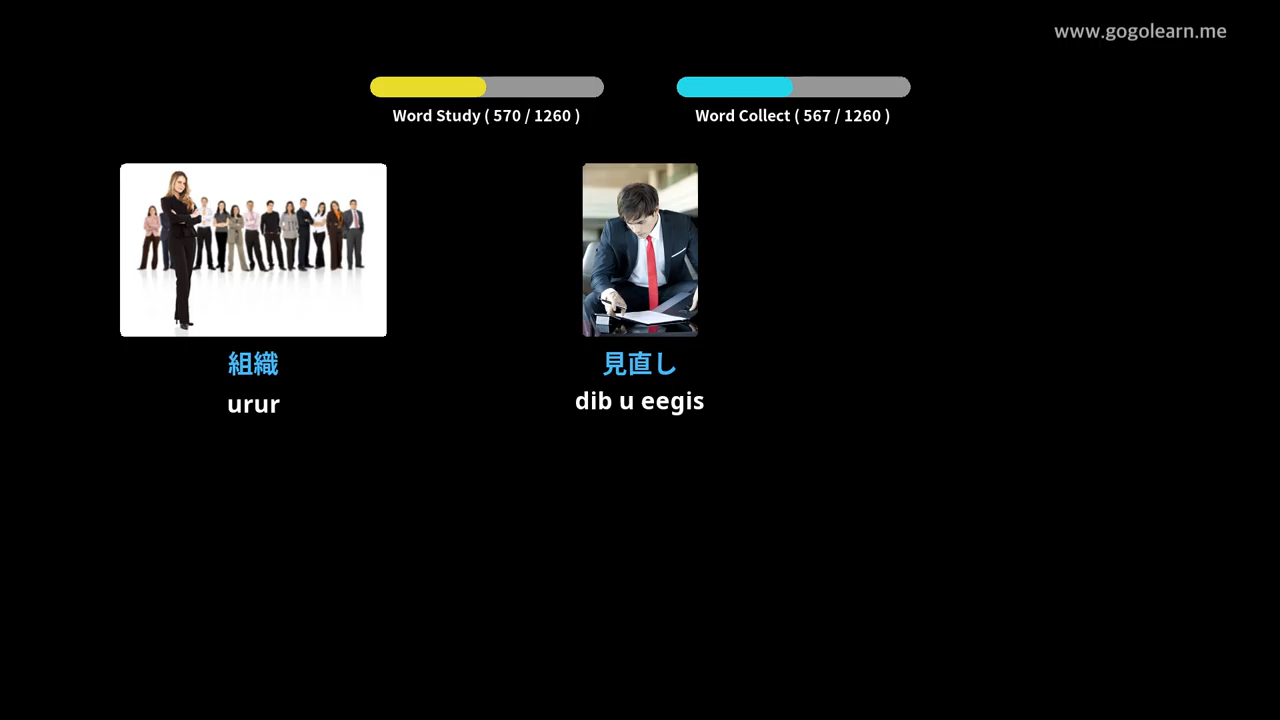 www.gogolearn.me
Word Study ( 570 / 1260 )
Word Collect ( 567 / 1260 )
組織
urur
見直し
dib u eegis